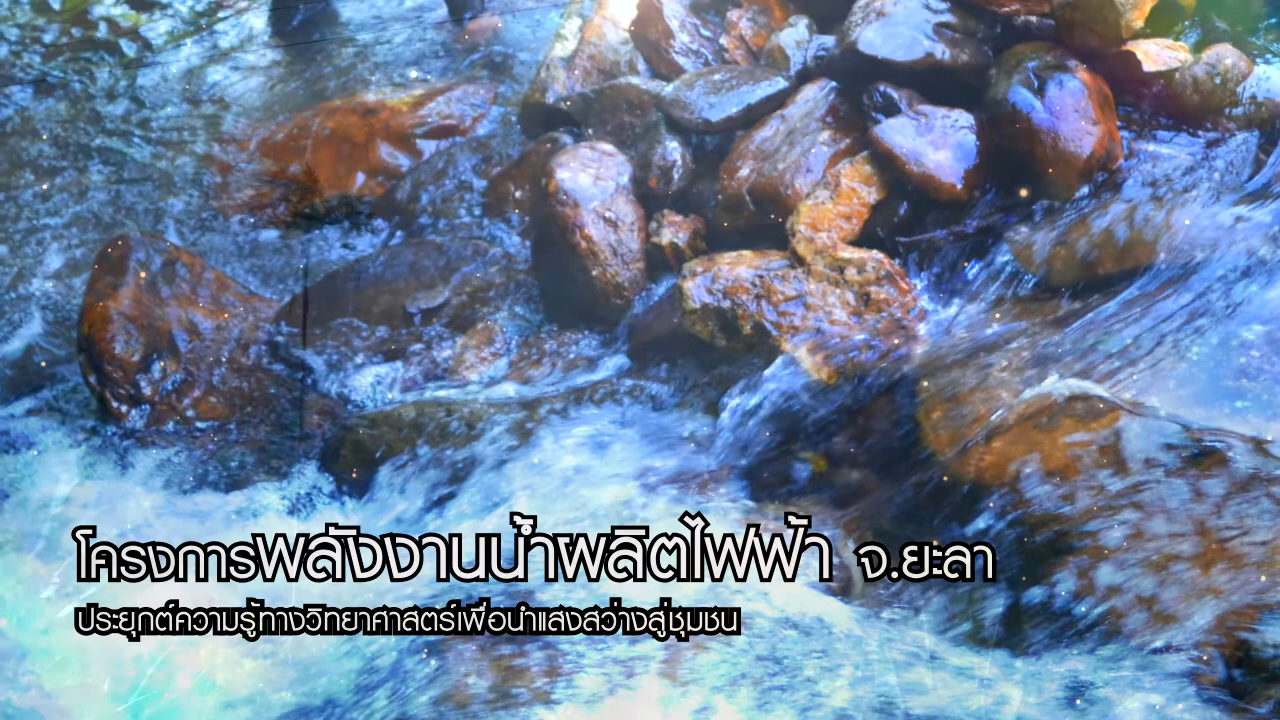 โครงการพลังงานน้ำผลิตไฟฟ้า จ.ยะลา
ประยุกต์ความรู้ทางวิทยาศาสตร์เพื่อนำแสงสว่างสู่ชุมชน